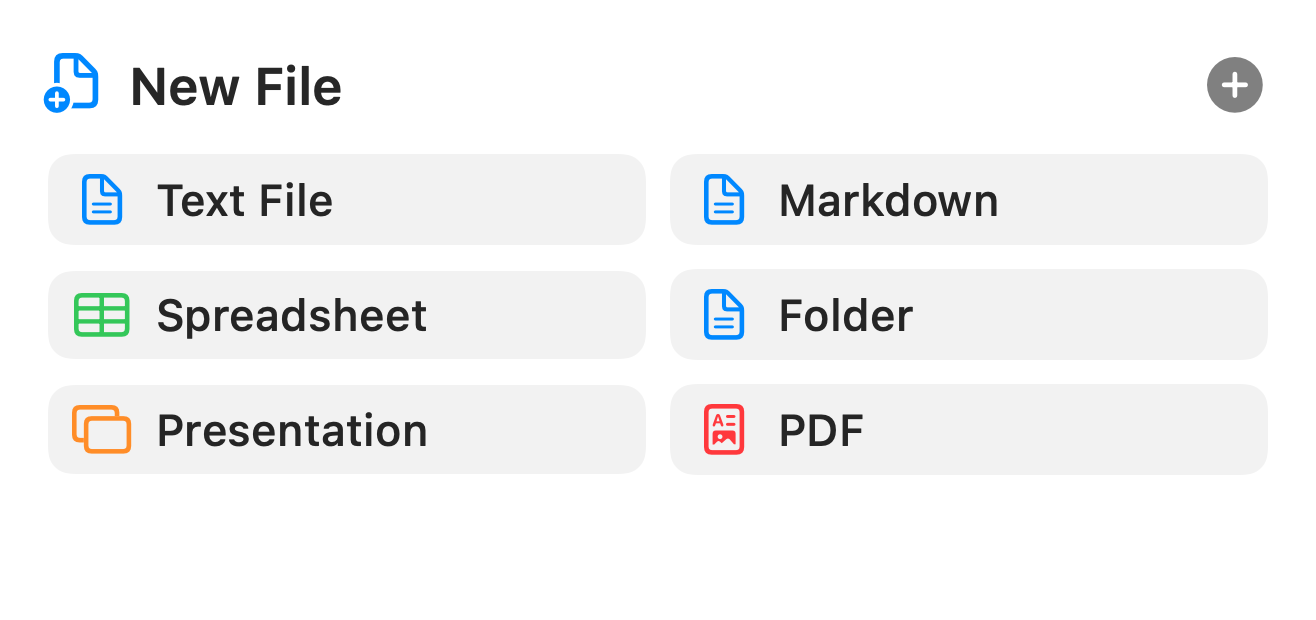 New File
Text File
Markdown
Spreadsheet
Folder
Presentation
PDF